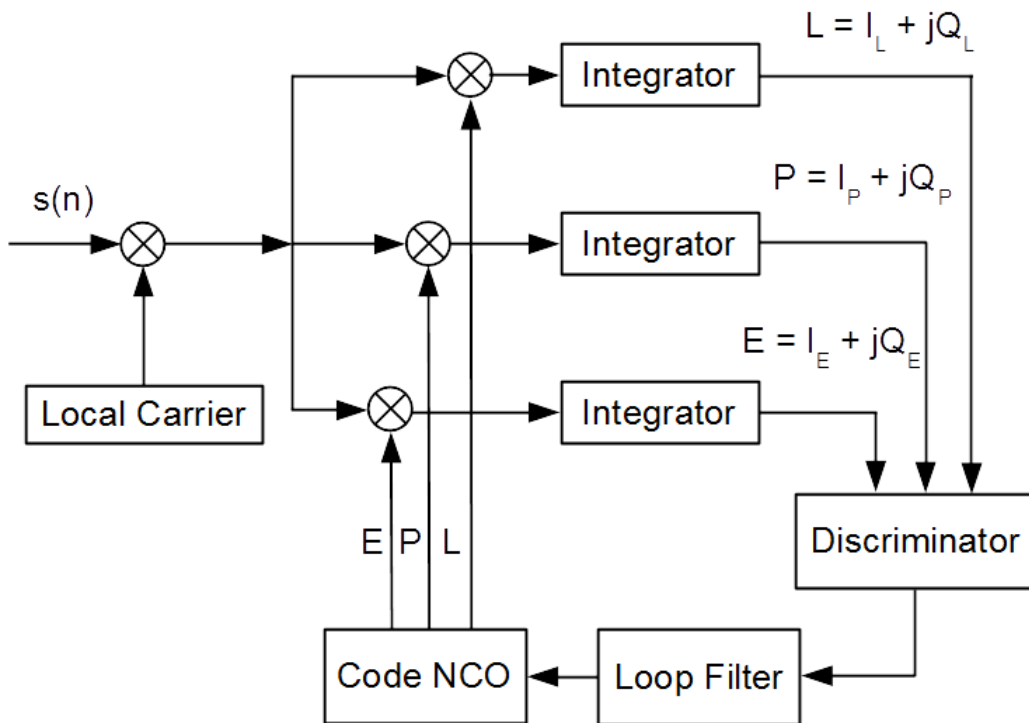 L = I_L + jQ_L
Integrator
s(n)
P = I_P + jQ_P
Integrator
E = I_E + jQ_E
Local Carrier
Integrator
E P L
Discriminator
Code NCO
Loop Filter